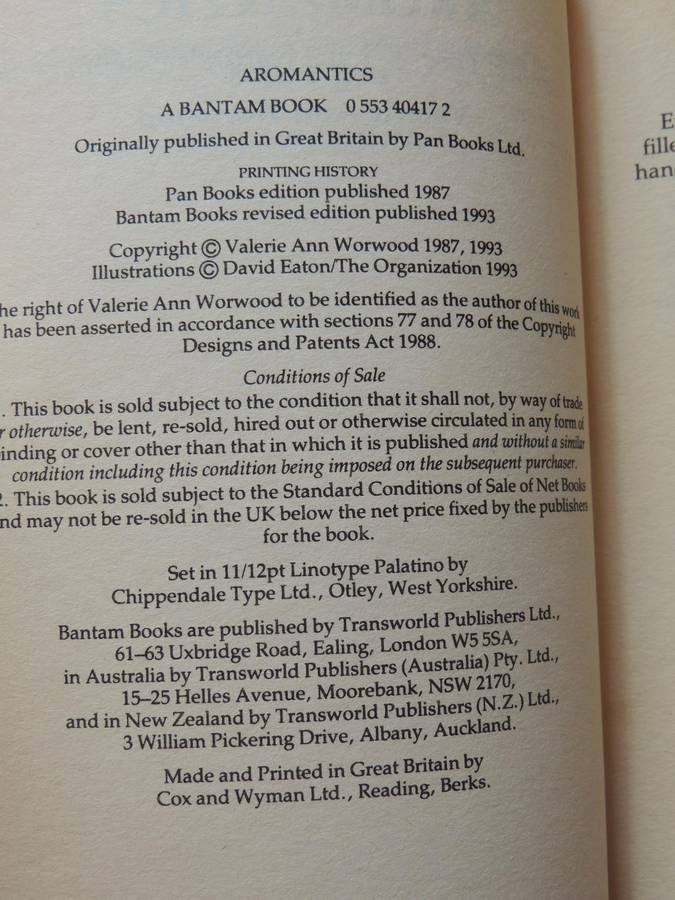 AROMANTICS
A BANTAM BOOK 0 553 40417 2
Originally published in Great Britain by Pan Books Ltd.
PRINTING HISTORY
Pan Books edition published 1987
Bantam Books revised edition published 1993
Copyright © Valerie Ann Worwood 1987, 1993
Illustrations © David Eaton/The Organization 1993
he right of Valerie Ann Worwood to be identified as the author of this work
has been asserted in accordance with sections 77 and 78 of the Copyright
Designs and Patents Act 1988.
Conditions of Sale
. This book is sold subject to the condition that it shall not, by way of trade
r otherwise, be lent, re-sold, hired out or otherwise circulated in any form of
inding or cover other than that in which it is published and without a similar
condition including this condition being imposed on the subsequent purchaser.
2. This book is sold subject to the Standard Conditions of Sale of Net Books
nd may not be re-sold in the UK below the net price fixed by the publishers
for the book.
Set in 11/12pt Linotype Palatino by
Chippendale Type Ltd., Otley, West Yorkshire.
Bantam Books are published by Transworld Publishers Ltd.,
61–63 Uxbridge Road, Ealing, London W5 5SA,
in Australia by Transworld Publishers (Australia) Pty. Ltd.,
15–25 Helles Avenue, Moorebank, NSW 2170,
and in New Zealand by Transworld Publishers (N.Z.) Ltd.,
3 William Pickering Drive, Albany, Auckland.
Made and Printed in Great Britain by
Cox and Wyman Ltd., Reading, Berks.
E
fille
han